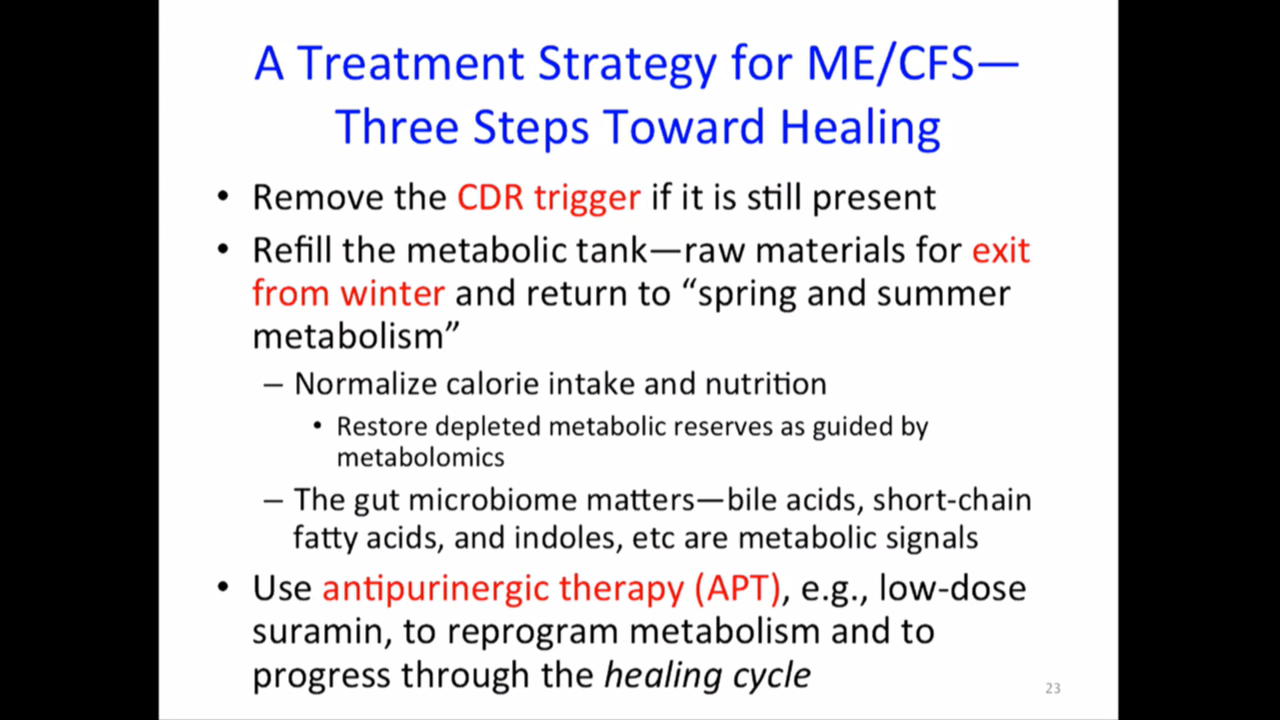 A Treatment Strategy for ME/CFS—
Three Steps Toward Healing
• Remove the CDR trigger if it is still present
• Refill the metabolic tank—raw materials for exit
from winter and return to “spring and summer
metabolism”
– Normalize calorie intake and nutrition
• Restore depleted metabolic reserves as guided by
metabolomics
– The gut microbiome matters—bile acids, short-chain
fatty acids, and indoles, etc are metabolic signals
• Use antipurinergic therapy (APT), e.g., low-dose
suramin, to reprogram metabolism and to
progress through the healing cycle
23